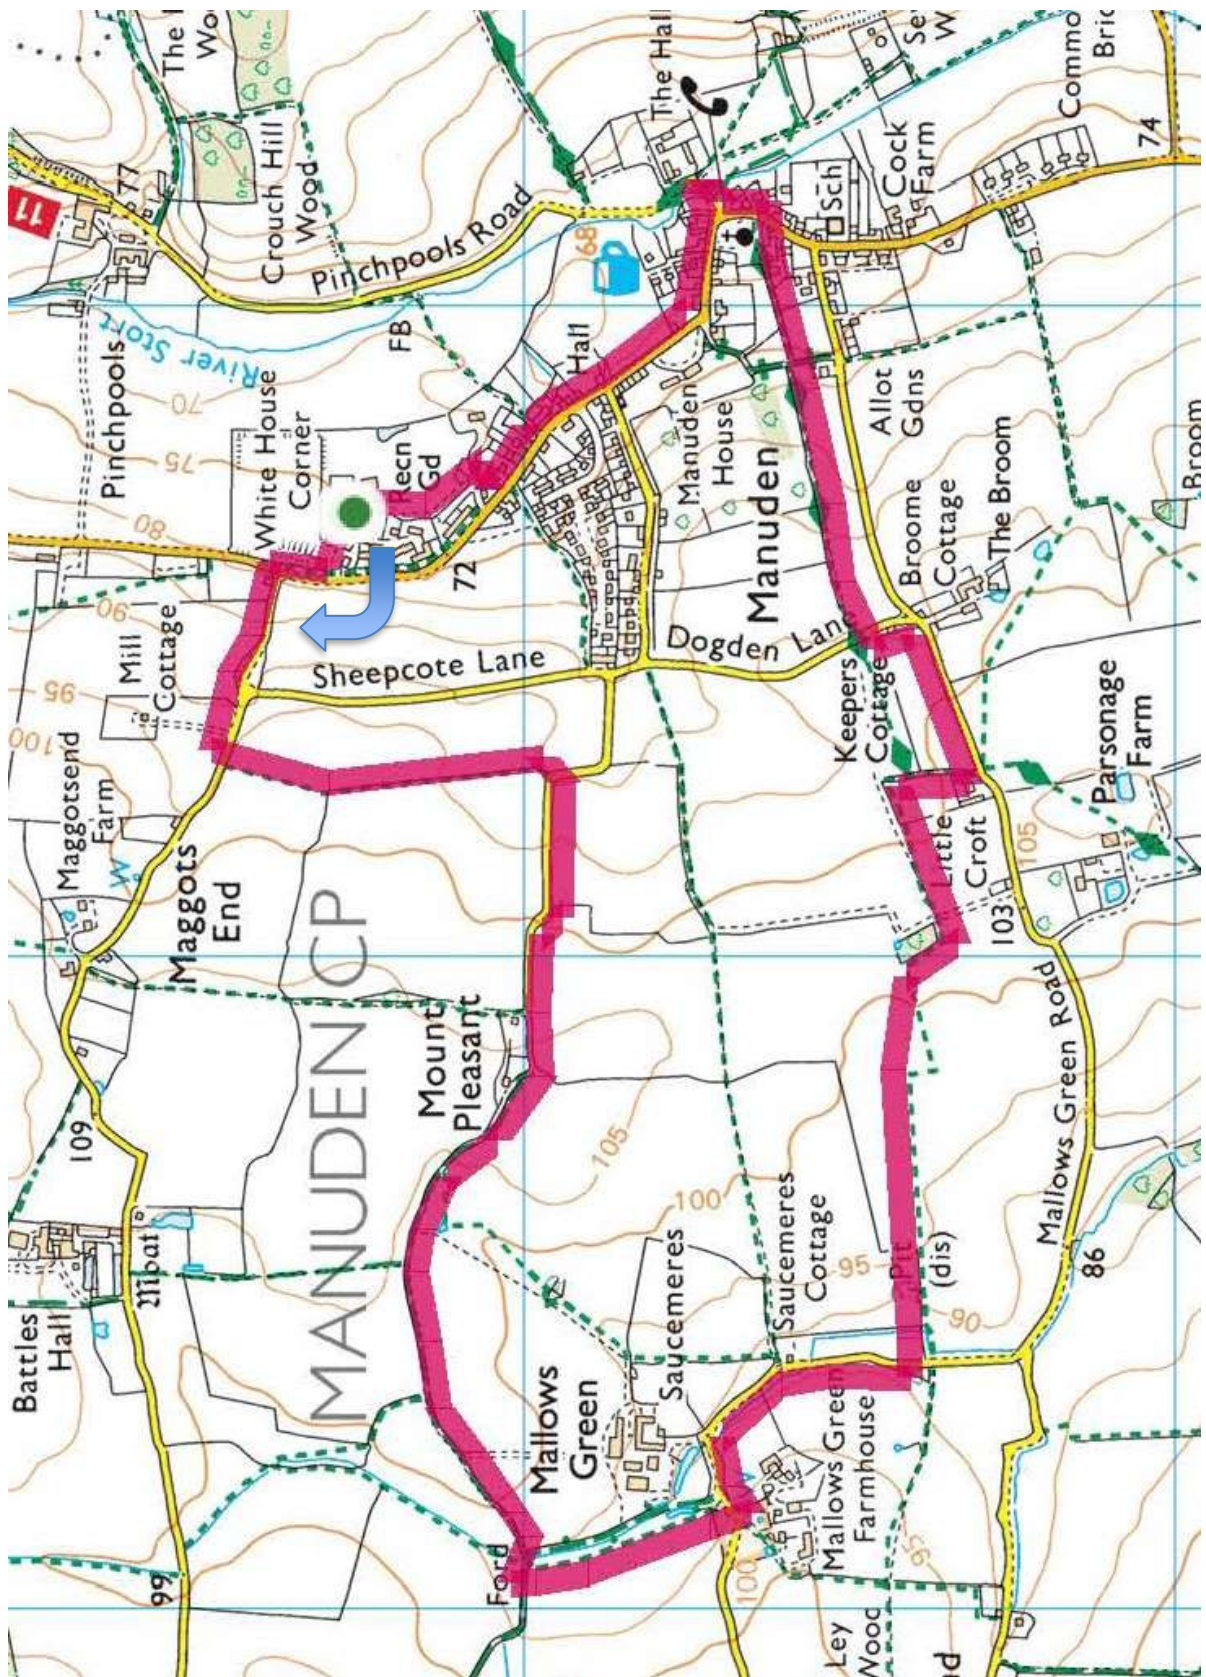 The
Woo
11
77
Crouch Hill
Wood
Pinchpools Road
River Stort
Pinchpools
FB
68
The Hall
Se
W
Commo
Bric
74
Sch
Cock
Farm
70
75
80
White House
Corner
Recn
Gd
Hall
72
90
95
100
Mill
Cottage
Manuden
House
Manuden
Allot
Gdns
Broome
Cottage
The Broom
Broom
Sheepcote Lane
Dogden Lane
Keepers
Cottage
Maggotsend
Farm
W
Maggots
End
Little
Croft
105
103
Parsonage
Farm
MANUDEN CP
Mount
Pleasant
109
Mallows Green Road
105
100
Moat
Battles
Hall
Saucemeres
Saucemeres
Cottage
95
Pit
(dis)
90
86
Mallows
Green
W
Mallows Green
Farmhouse
Ford
99
100
95
Ley
Wood
nd